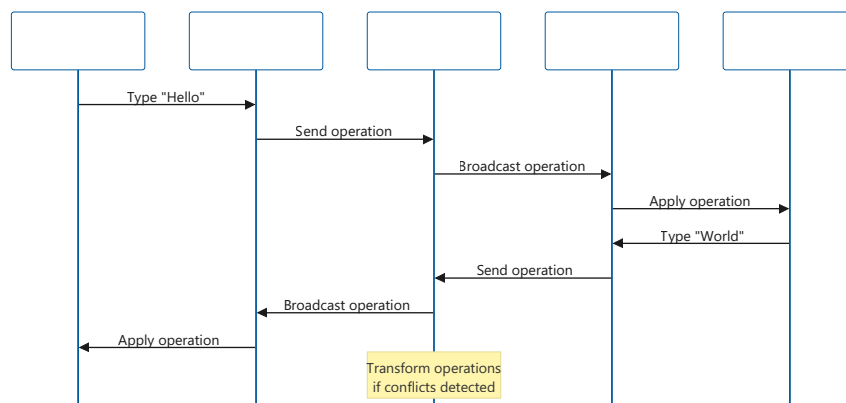 Type "Hello"
Send operation
Broadcast operation
Apply operation
Type "World"
Send operation
Broadcast operation
Apply operation
Transform operations
if conflicts detected